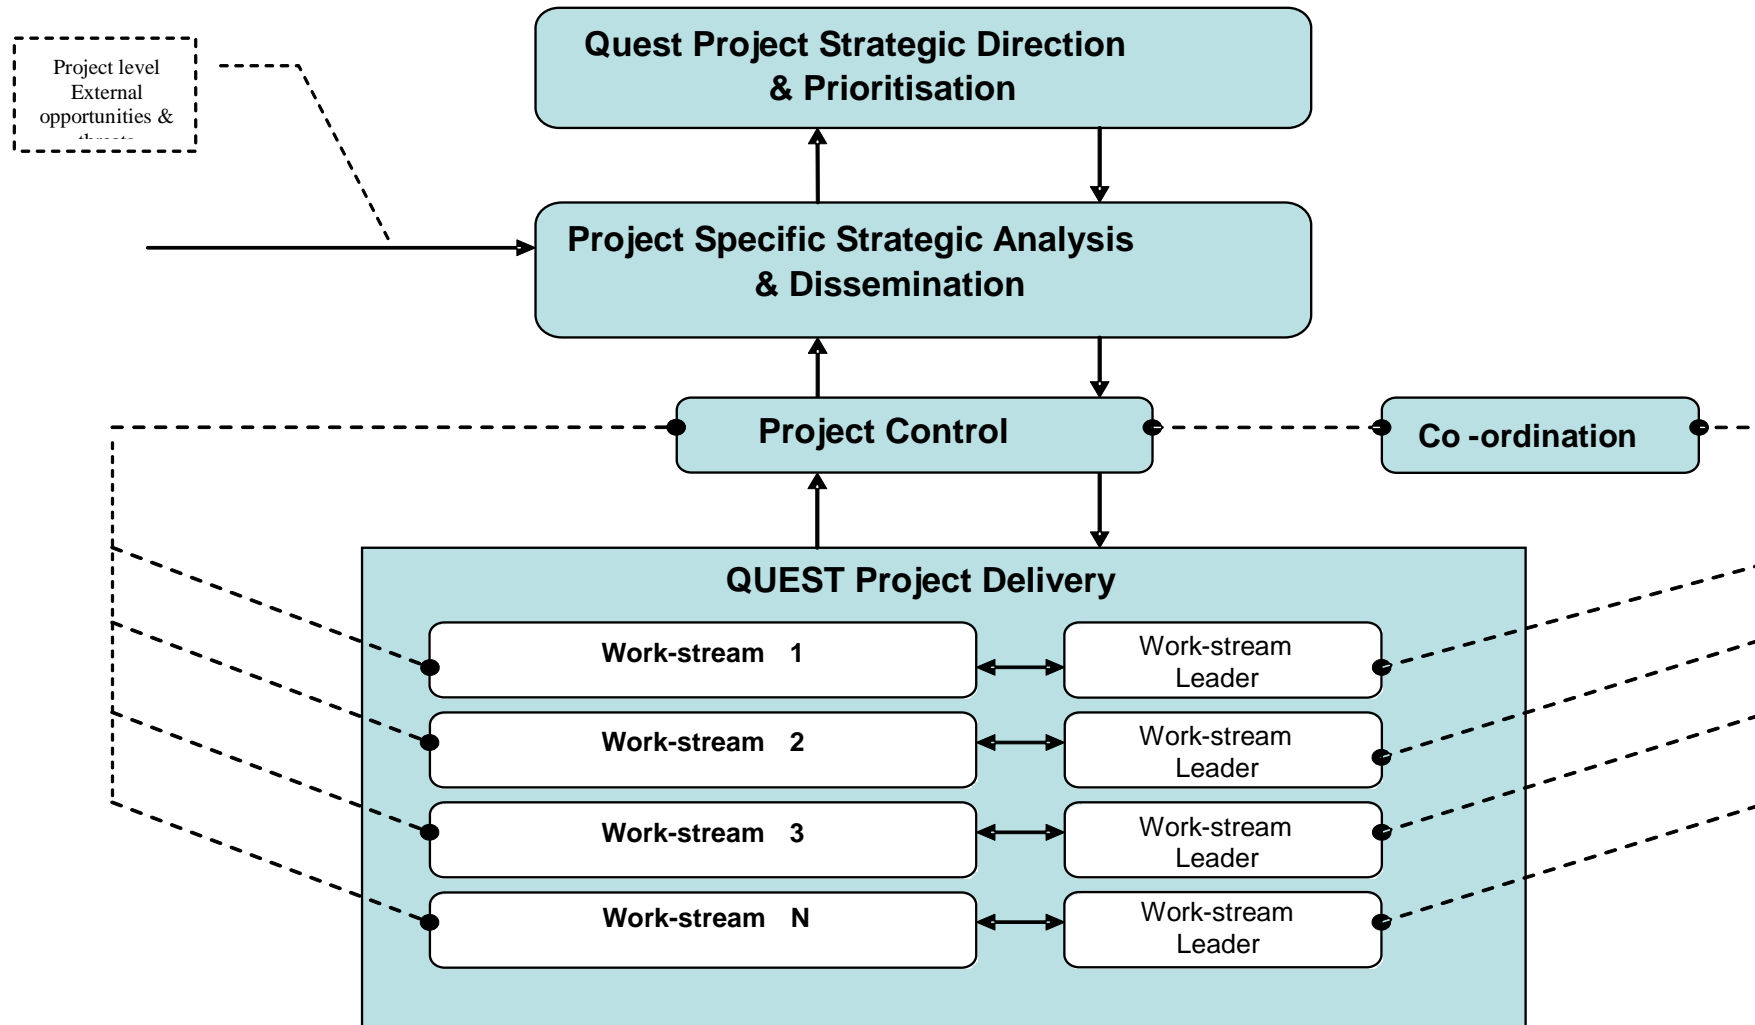 Quest Project Strategic Direction
& Prioritisation
Project level
External
opportunities &
Project Specific Strategic Analysis
& Dissemination
Project Control
Co -ordination
QUEST Project Delivery
Work-stream 1
Work-stream
Leader
Work-stream 2
Work-stream
Leader
Work-stream 3
Work-stream
Leader
Work-stream N
Work-stream
Leader